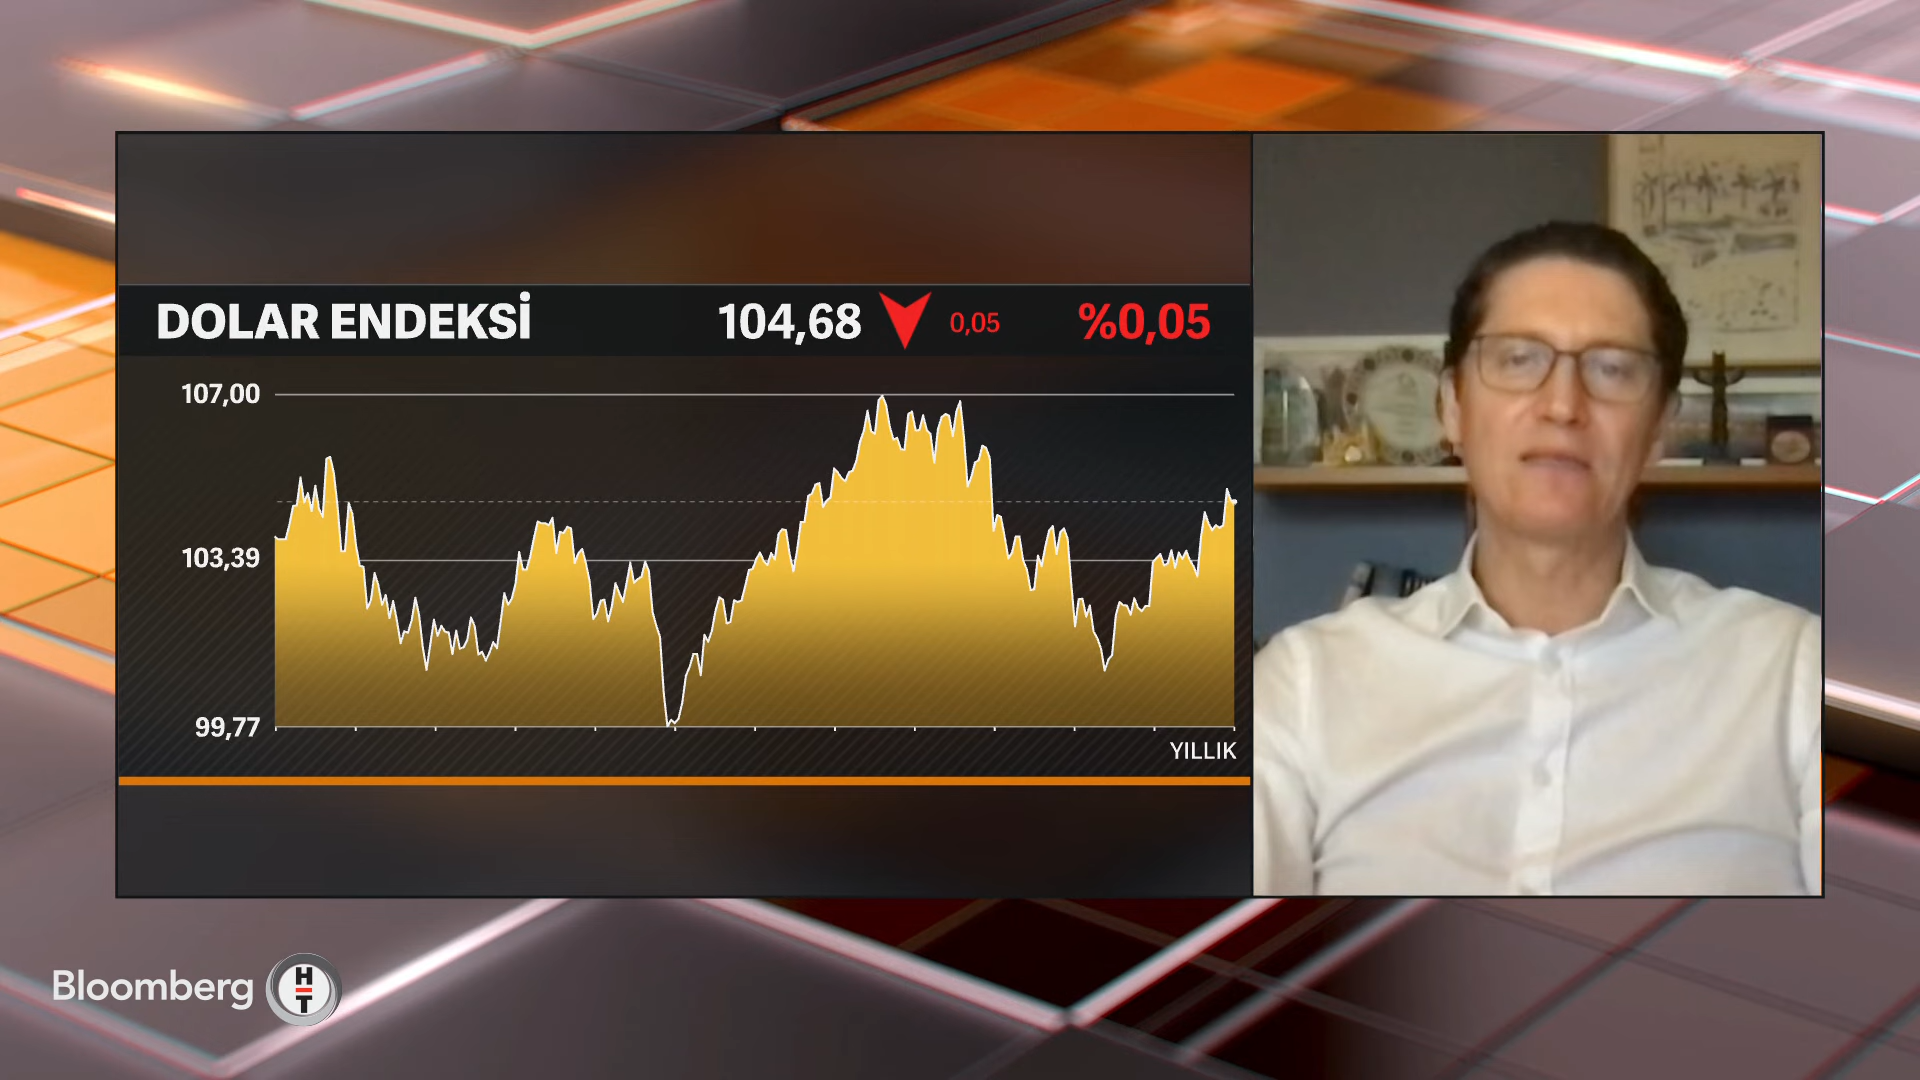 DOLAR ENDEKSİ 104,68 0,05 %0,05
107,00
103,39
99,77
YILLIK
Bloomberg HT